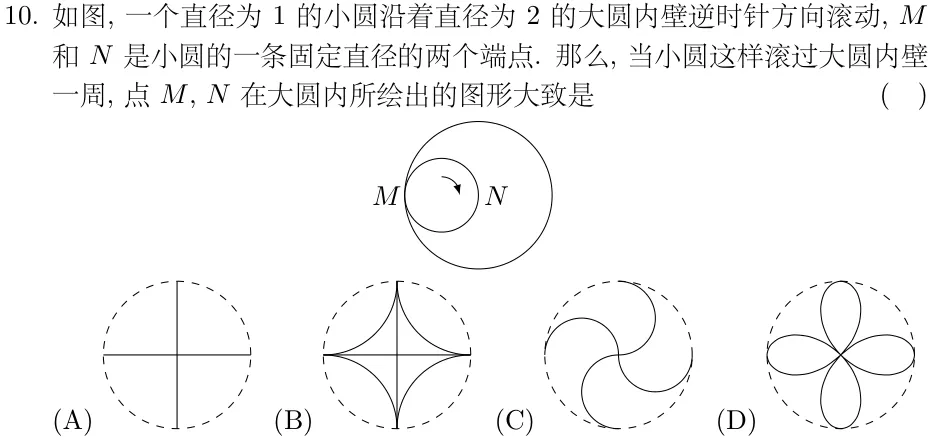 10. 如图, 一个直径为 1 的小圆沿着直径为 2 的大圆内壁逆时针方向滚动, M
和 N 是小圆的一条固定直径的两个端点. 那么, 当小圆这样滚过大圆内壁
一周, 点 M, N 在大圆内所绘出的图形大致是 ( )
M N
(A) (B) (C) (D)